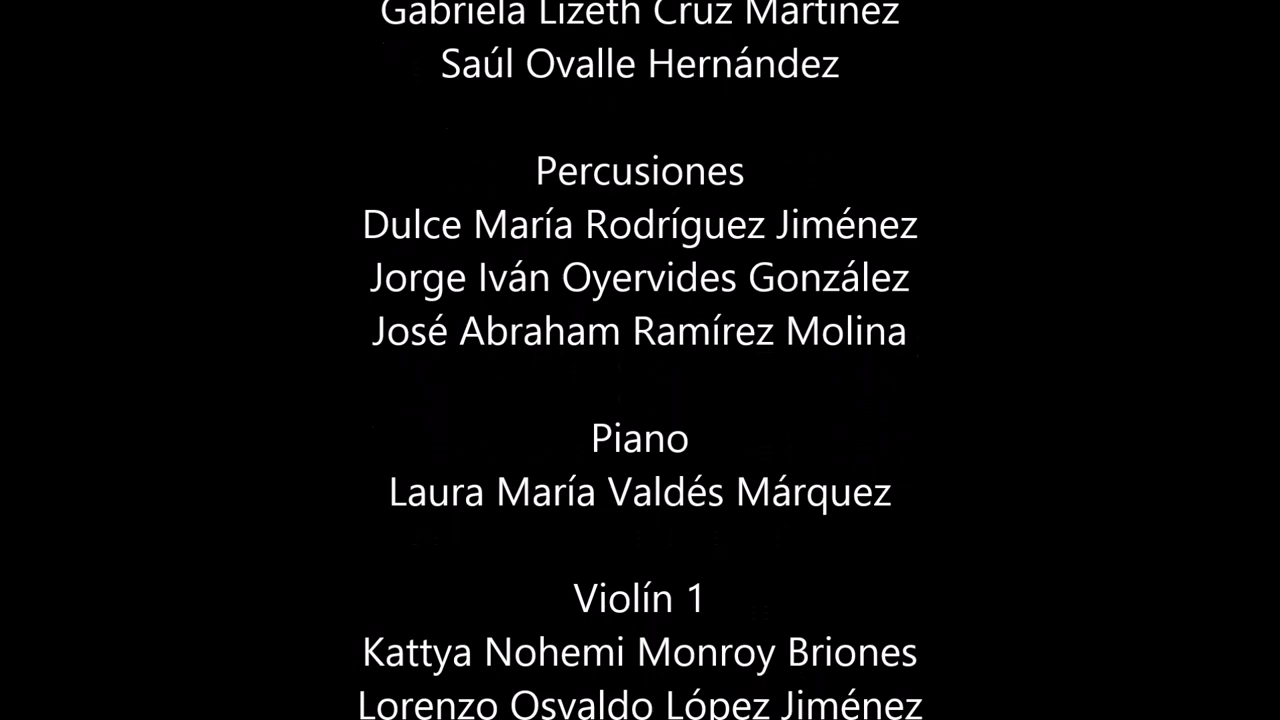 Gabriela Lizeth Cruz Martínez
Saúl Ovalle Hernández
Percusiones
Dulce María Rodríguez Jiménez
Jorge Iván Oyervides González
José Abraham Ramírez Molina
Piano
Laura María Valdés Márquez
Violín 1
Kattya Nohemi Monroy Briones
Lorenzo Osvaldo López Jiménez